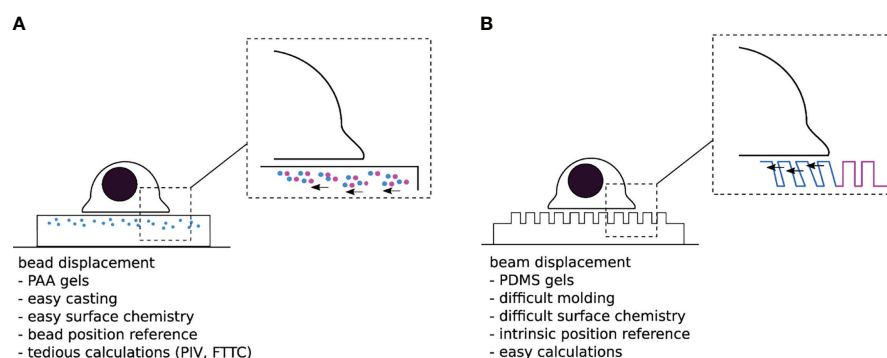 A
bead displacement
- PAA gels
- easy casting
- easy surface chemistry
- bead position reference
- tedious calculations (PIV, FTTC)
B
beam displacement
- PDMS gels
- difficult molding
- difficult surface chemistry
- intrinsic position reference
- easy calculations